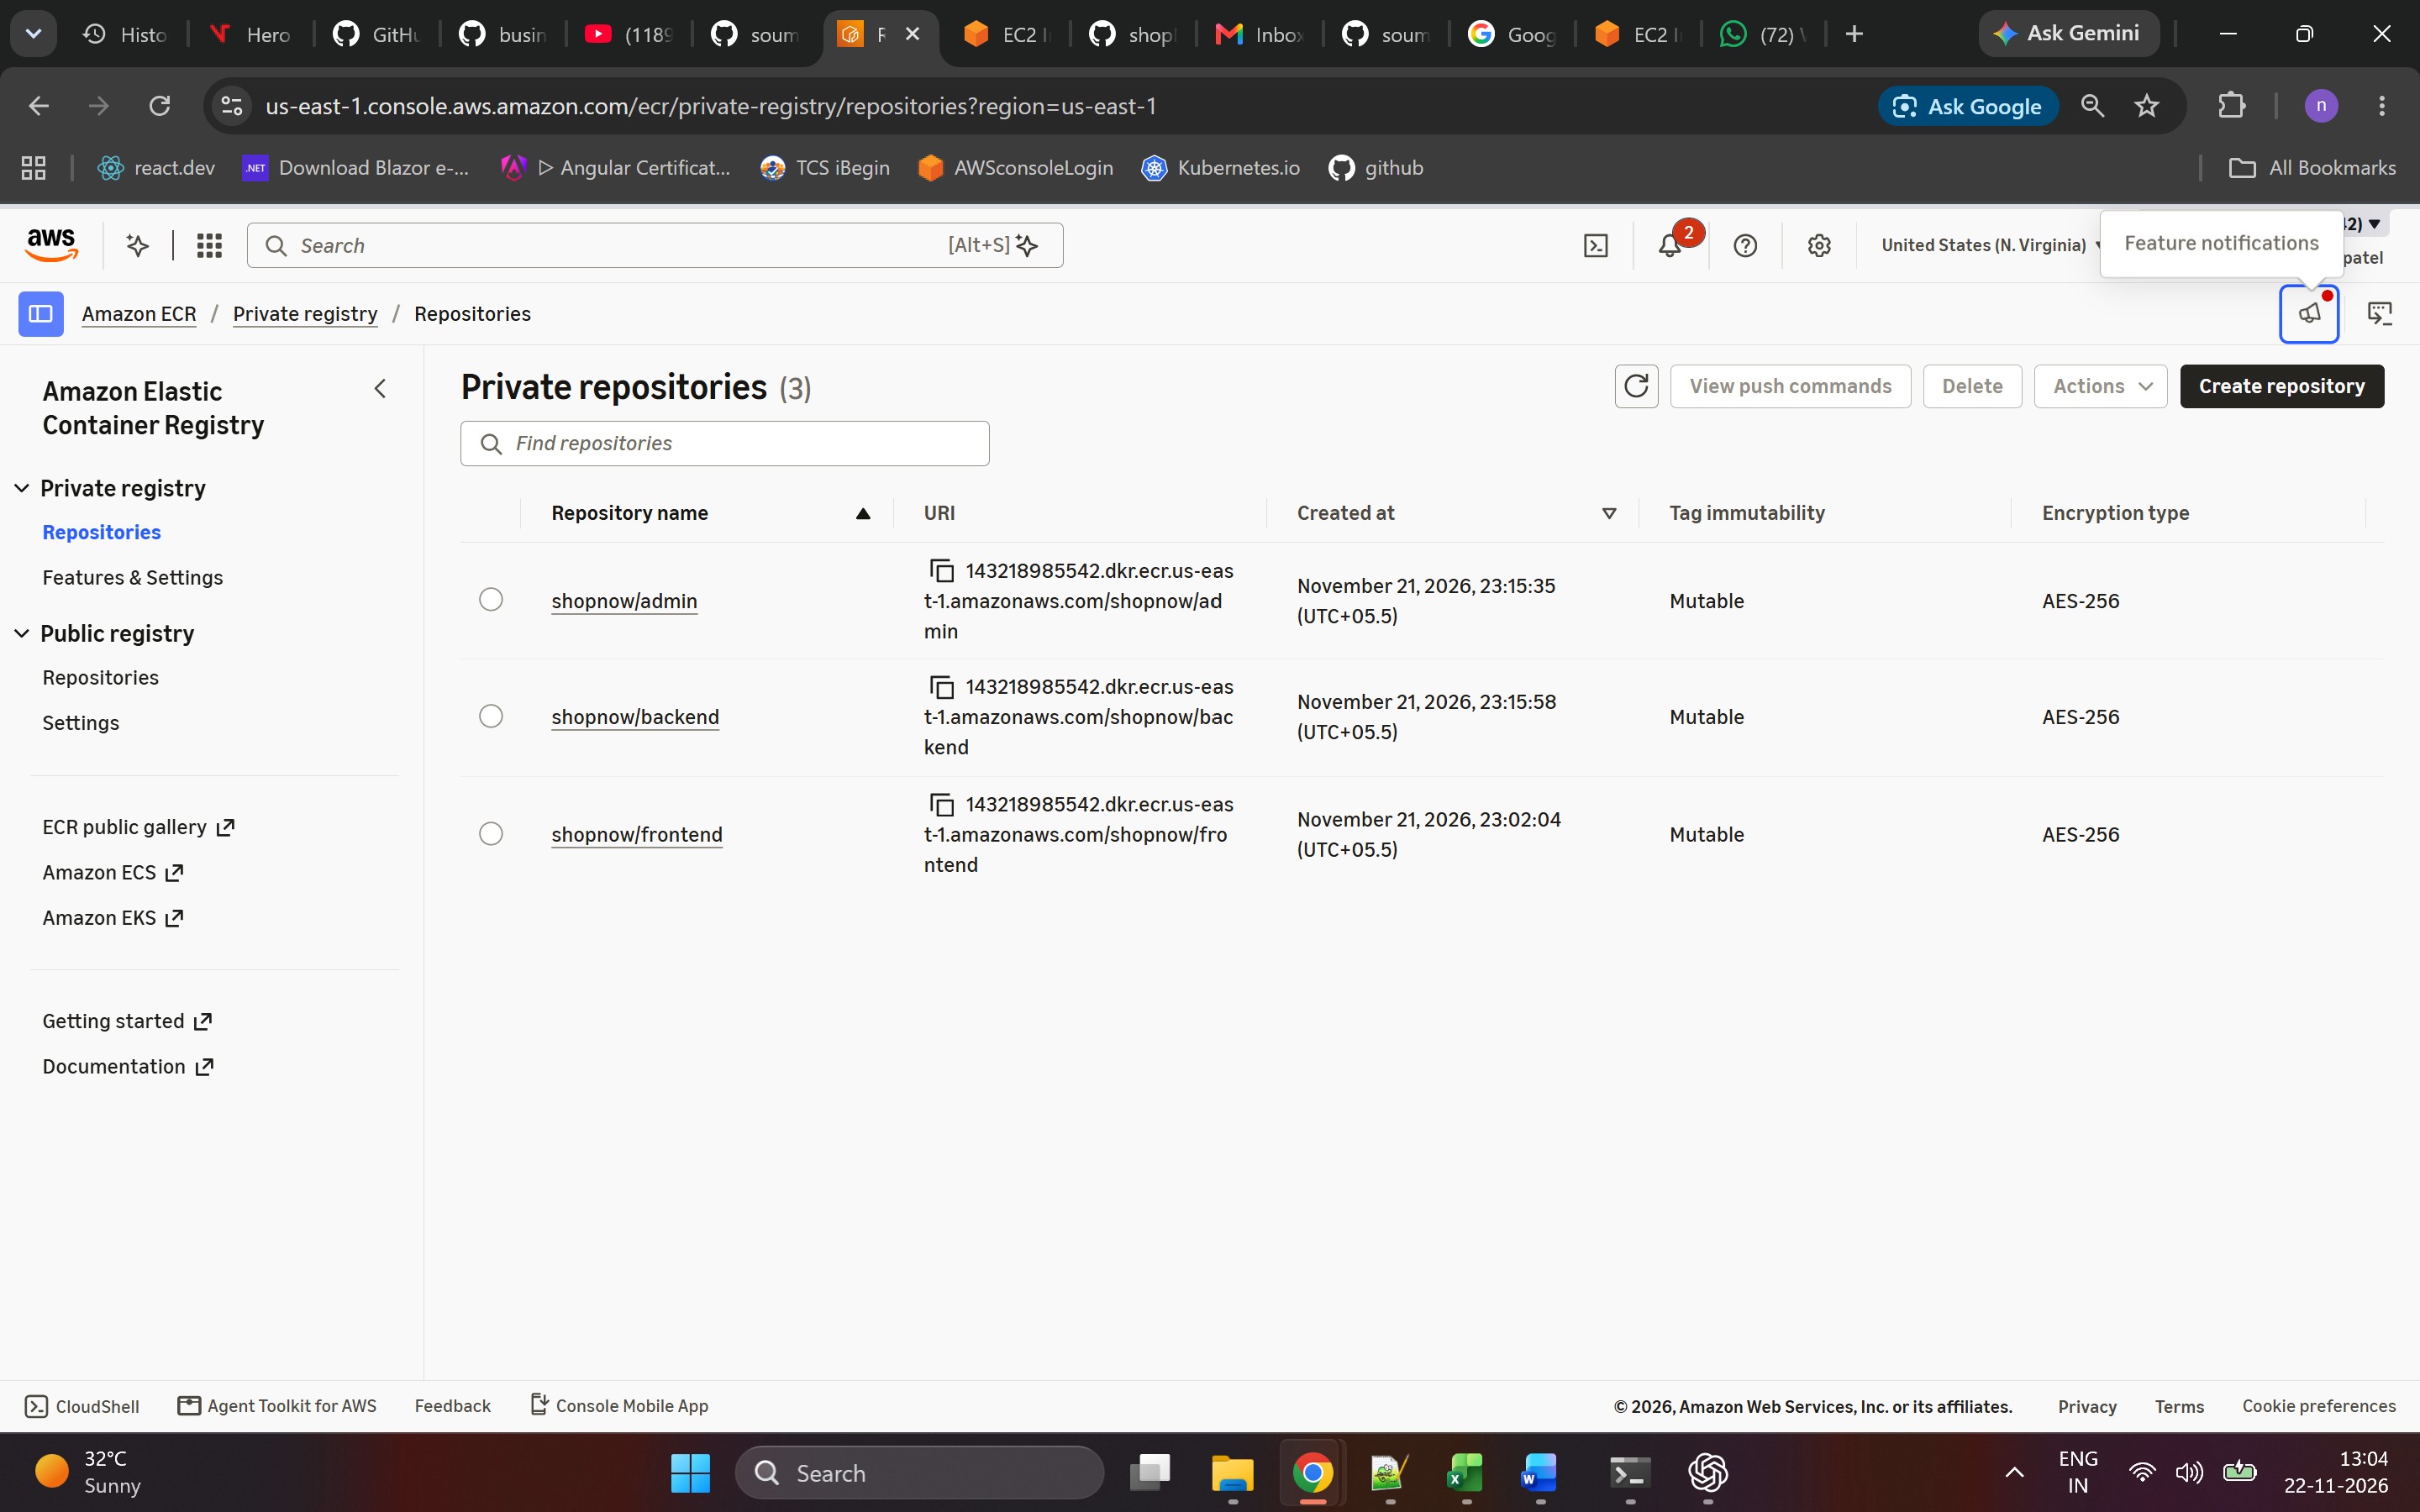 Histo
Hero
GitHu
busin
(1189
soum
EC2 I
shop
Inbox
soum
Goog
EC2 I
(72)
Ask Gemini
us-east-1.console.aws.amazon.com/ecr/private-registry/repositories?region=us-east-1
Ask Google
n
react.dev
.NET
Download Blazor e-...
▷ Angular Certificat...
TCS iBegin
AWSconsoleLogin
Kubernetes.io
github
All Bookmarks
aws
Search
[Alt+S]
2
United States (N. Virginia)
Feature notifications
42)
patel
Amazon ECR / Private registry / Repositories
Amazon Elastic
Container Registry
Private registry
Repositories
Features & Settings
Public registry
Repositories
Settings
ECR public gallery
Amazon ECS
Amazon EKS
Getting started
Documentation
Private repositories (3)
View push commands
Delete
Actions
Create repository
Find repositories
Repository name
URI
Created at
Tag immutability
Encryption type
shopnow/admin
143218985542.dkr.ecr.us-eas
t-1.amazonaws.com/shopnow/ad
min
November 21, 2026, 23:15:35
(UTC+05.5)
Mutable
AES-256
shopnow/backend
143218985542.dkr.ecr.us-eas
t-1.amazonaws.com/shopnow/bac
kend
November 21, 2026, 23:15:58
(UTC+05.5)
Mutable
AES-256
shopnow/frontend
143218985542.dkr.ecr.us-eas
t-1.amazonaws.com/shopnow/fro
ntend
November 21, 2026, 23:02:04
(UTC+05.5)
Mutable
AES-256
CloudShell
Agent Toolkit for AWS
Feedback
Console Mobile App
© 2026, Amazon Web Services, Inc. or its affiliates.
Privacy
Terms
Cookie preferences
32°C
Sunny
Search
ENG
IN
13:04
22-11-2026